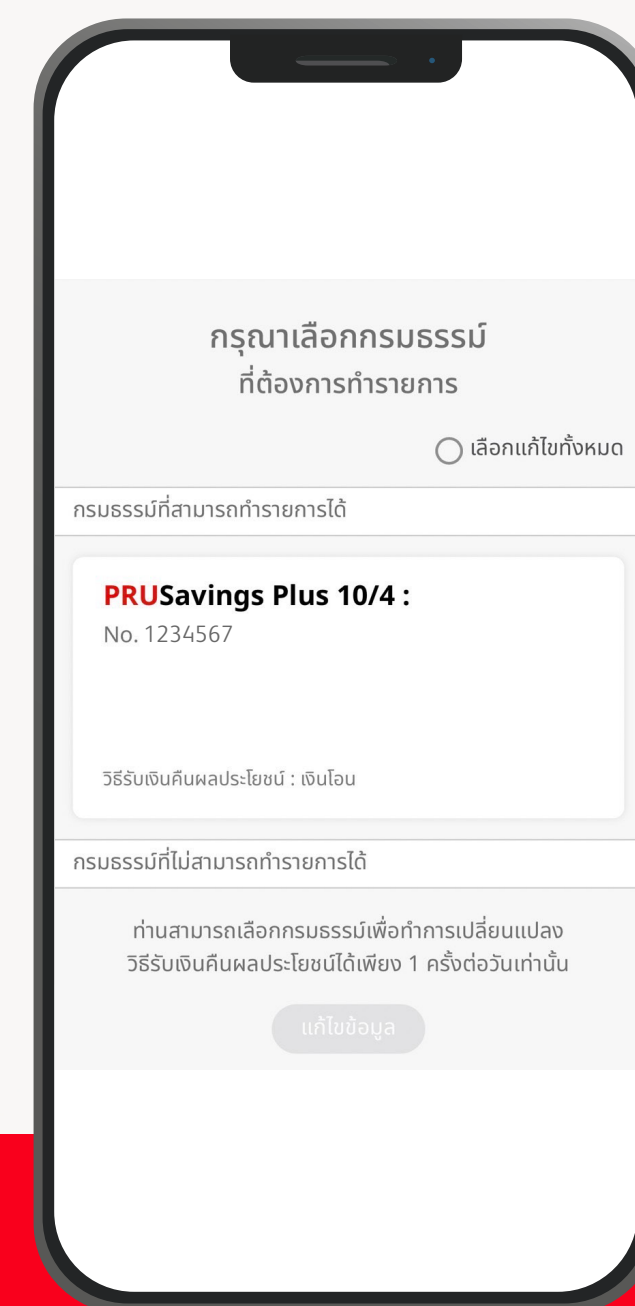 กรุณาเลือกกรมธรรม์
ที่ต้องการทำรายการ
เลือกแก้ไขทั้งหมด
กรมธรรม์ที่สามารถทำรายการได้
PRUSavings Plus 10/4 :
No. 1234567
วิธีรับเงินคืนผลประโยชน์ : เงินโอน
กรมธรรม์ที่ไม่สามารถทำรายการได้
ท่านสามารถเลือกกรมธรรม์เพื่อทำการเปลี่ยนแปลง
วิธีรับเงินคืนผลประโยชน์ได้เพียง 1 ครั้งต่อวันเท่านั้น
แก้ไขข้อมูล